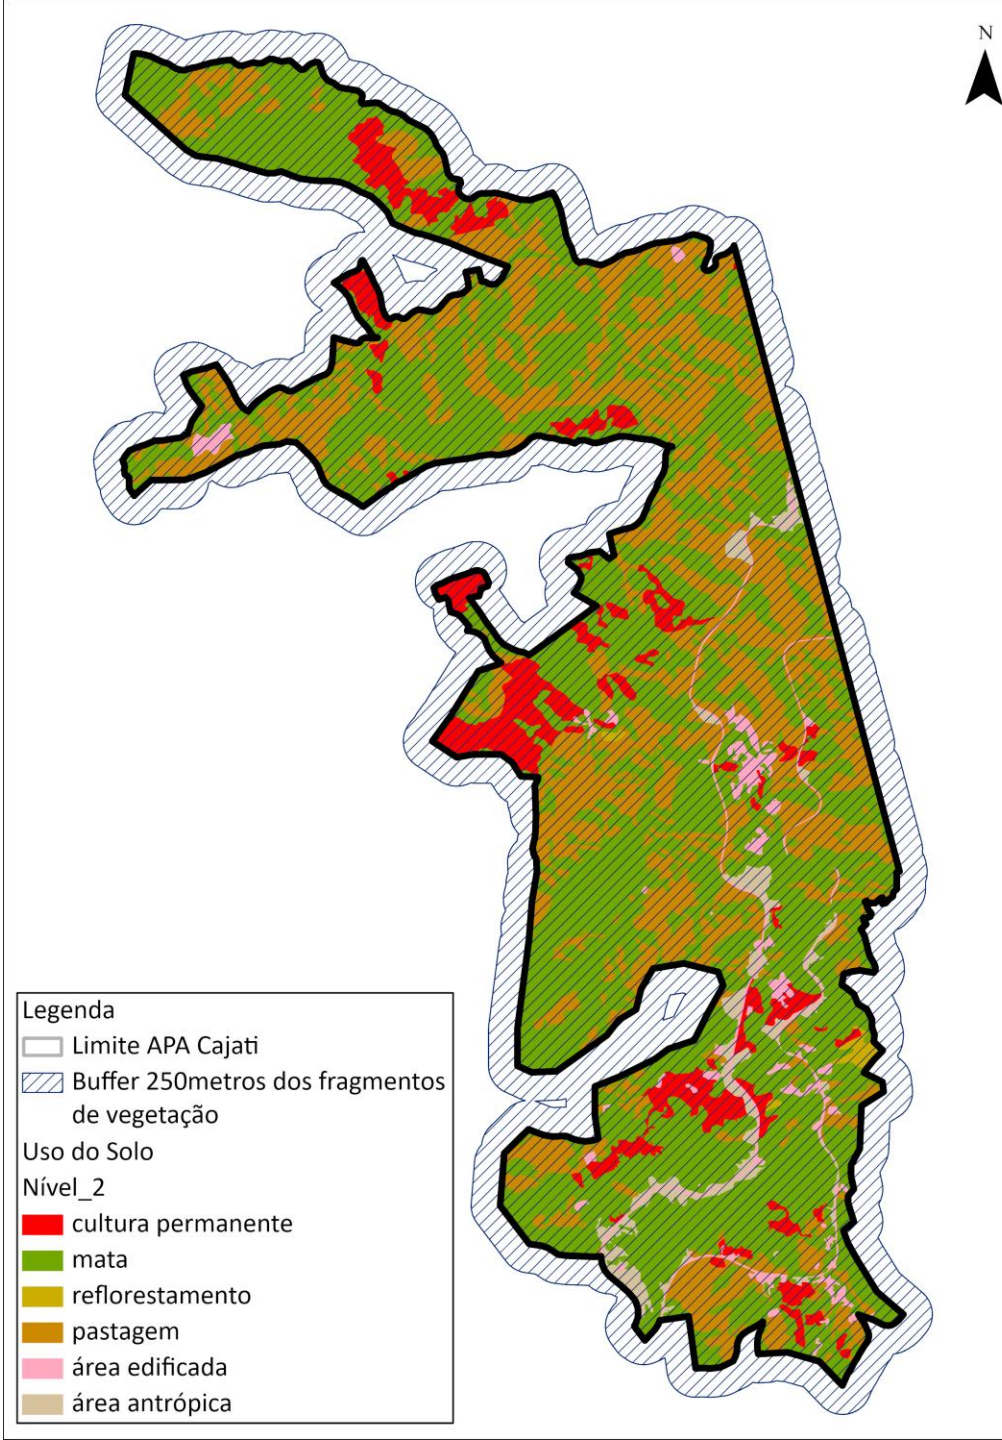 N
Legenda
Limite APA Cajati
Buffer 250metros dos fragmentos
de vegetação
Uso do Solo
Nível_2
cultura permanente
mata
reflorestamento
pastagem
área edificada
área antrópica